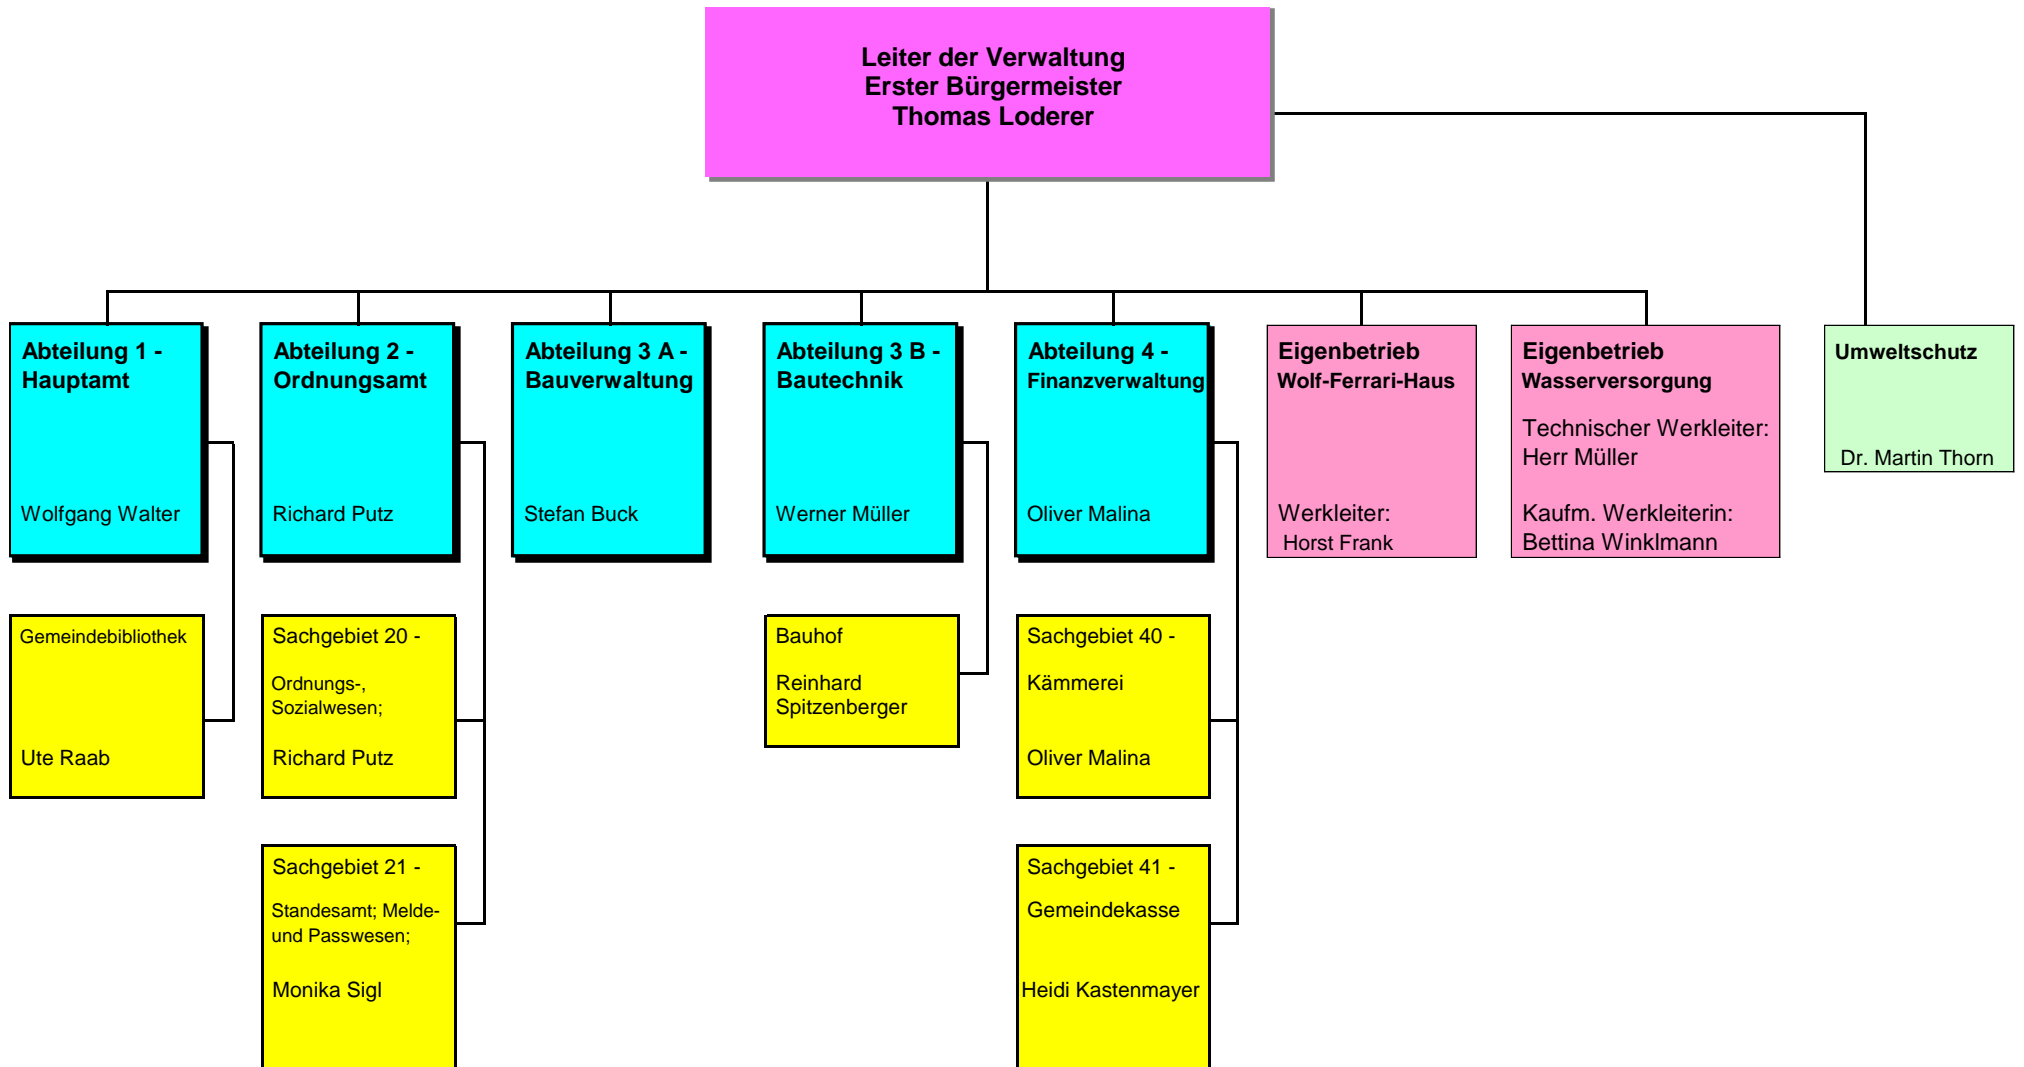 Leiter der Verwaltung
Erster Bürgermeister
Thomas Loderer
Abteilung 1 -
Hauptamt
Wolfgang Walter
Abteilung 2 -
Ordnungsamt
Richard Putz
Abteilung 3 A -
Bauverwaltung
Stefan Buck
Abteilung 3 B -
Bautechnik
Werner Müller
Abteilung 4 -
Finanzverwaltung
Oliver Malina
Eigenbetrieb
Wolf-Ferrari-Haus
Werkleiter:
Horst Frank
Eigenbetrieb
Wasserversorgung
Technischer Werkleiter:
Herr Müller
Kaufm. Werkleiterin:
Bettina Winklmann
Umweltschutz
Dr. Martin Thorn
Gemeindebibliothek
Ute Raab
Sachgebiet 20 -
Ordnungs-,
Sozialwesen;
Richard Putz
Bauhof
Reinhard
Spitzenberger
Sachgebiet 40 -
Kämmerei
Oliver Malina
Sachgebiet 21 -
Standesamt; Melde-
und Passwesen;
Monika Sigl
Sachgebiet 41 -
Gemeindekasse
Heidi Kastenmayer